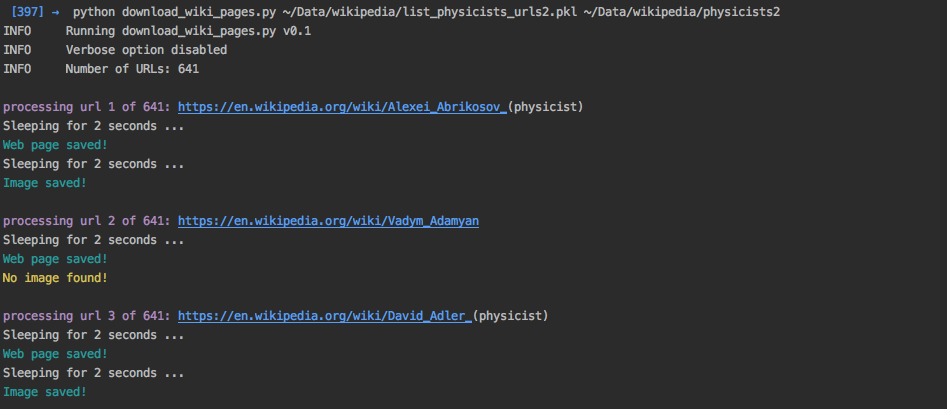 [397] → python download_wiki_pages.py ~/Data/wikipedia/list_physicists_urls2.pkl ~/Data/wikipedia/physicists2
INFO Running download_wiki_pages.py v0.1
INFO Verbose option disabled
INFO Number of URLs: 641
processing url 1 of 641: https://en.wikipedia.org/wiki/Alexei_Abrikosov_(physicist)
Sleeping for 2 seconds ...
Web page saved!
Sleeping for 2 seconds ...
Image saved!
processing url 2 of 641: https://en.wikipedia.org/wiki/Vadym_Adamyan
Sleeping for 2 seconds ...
Web page saved!
No image found!
processing url 3 of 641: https://en.wikipedia.org/wiki/David_Adler_(physicist)
Sleeping for 2 seconds ...
Web page saved!
Sleeping for 2 seconds ...
Image saved!